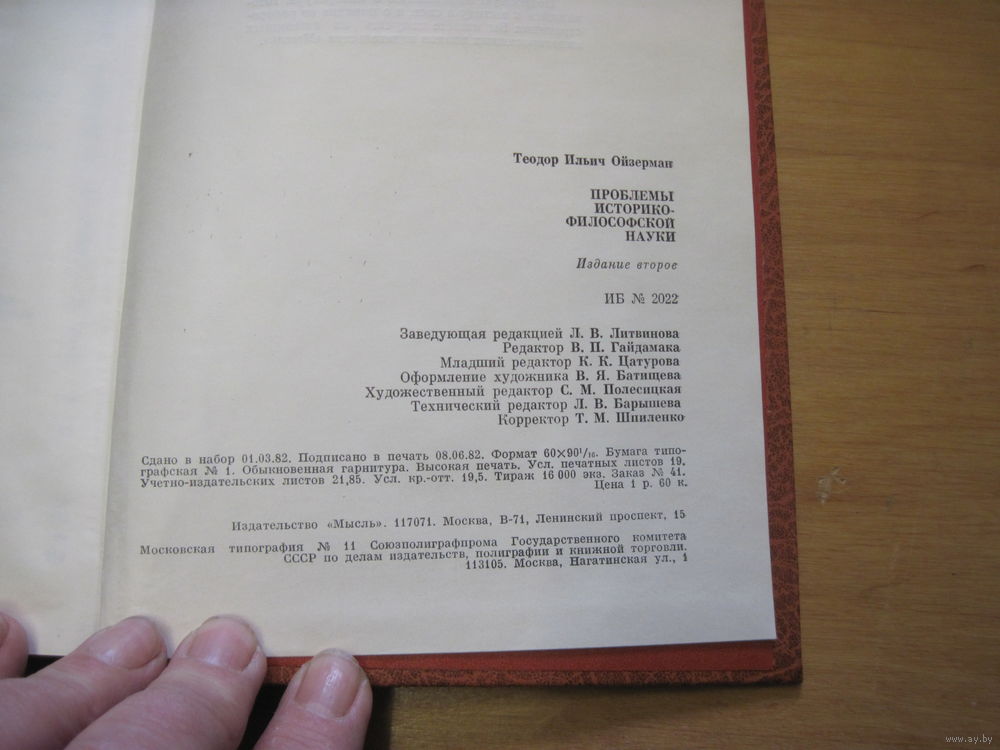 Теодор Ильич Ойзерман
ПРОБЛЕМЫ
ИСТОРИКО-
ФИЛОСОФСКОЙ
НАУКИ
Издание второе
ИБ № 2022
Заведующая редакцией Л. В. Литвинова
Редактор В. П. Гайдамака
Младший редактор К. К. Цатурова
Оформление художника В. Я. Батищева
Художественный редактор С. М. Полесицкая
Технический редактор Л. В. Барышева
Корректор Т. М. Шпиленко
Сдано в набор 01.03.82. Подписано в печать 08.06.82. Формат 60×90¹/₁₆. Бумага типо-
графская № 1. Обыкновенная гарнитура. Высокая печать. Усл. печатных листов 19.
Учетно-издательских листов 21,85. Усл. кр.-отт. 19,5. Тираж 16 000 экз. Заказ № 41.
Цена 1 р. 60 к.
Издательство «Мысль». 117071. Москва, В-71, Ленинский проспект, 15
Московская типография № 11 Союзполиграфпрома Государственного комитета
СССР по делам издательств, полиграфии и книжной торговли.
113105. Москва, Нагатинская ул., 1
www.ay.by